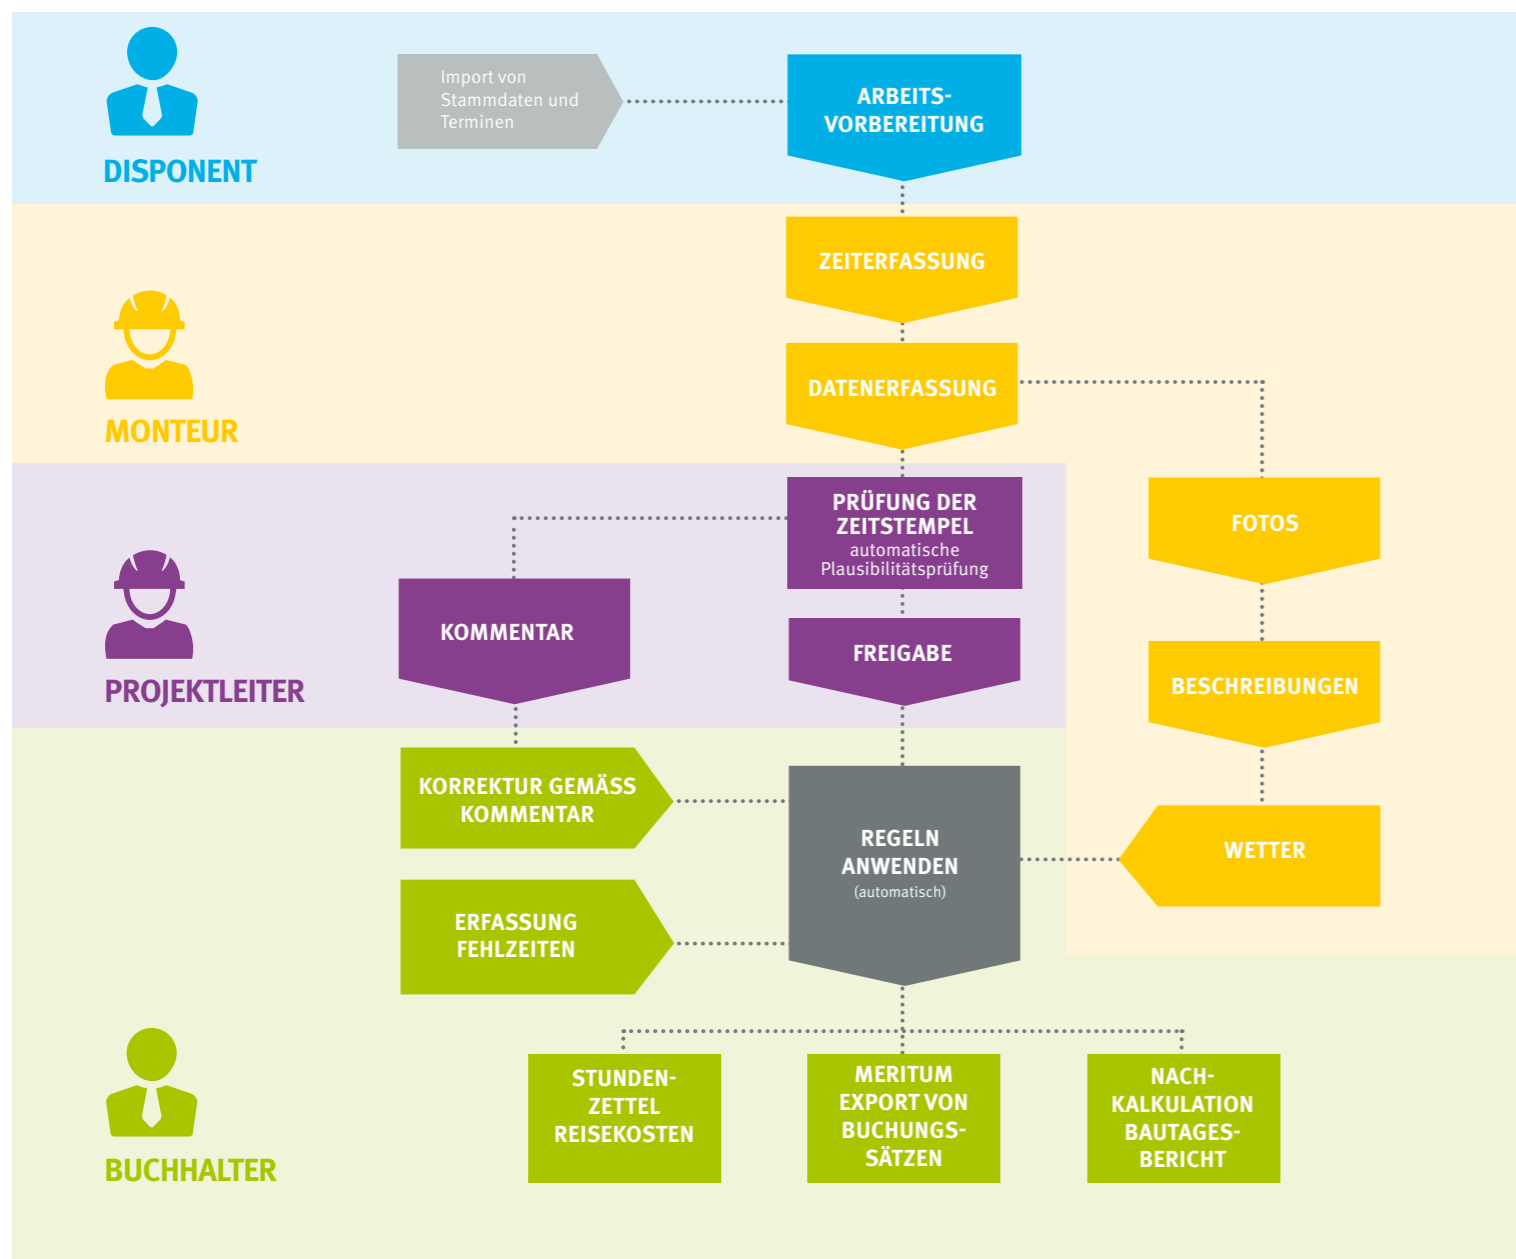 DISPONENT
Import von
Stammdaten und
Terminen
ARBEITS-
VORBEREITUNG
MONTEUR
ZEITERFASSUNG
DATENERFASSUNG
FOTOS
BESCHREIBUNGEN
WETTER
PROJEKTLEITER
PRÜFUNG DER
ZEITSTEMPEL
automatische
Plausibilitätsprüfung
KOMMENTAR
FREIGABE
BUCHHALTER
KORREKTUR GEMÄSS
KOMMENTAR
ERFASSUNG
FEHLZEITEN
REGELN
ANWENDEN
(automatisch)
STUNDEN-
ZETTEL
REISEKOSTEN
MERITUM
EXPORT VON
BUCHUNGS-
SÄTZEN
NACH-
KALKULATION
BAUTAGES-
BERICHT